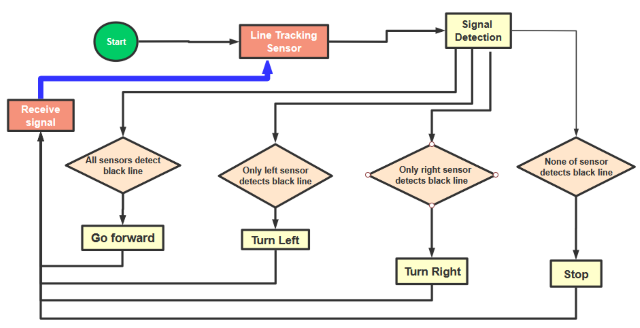 Start
Line Tracking
Sensor
Signal
Detection
Receive
signal
All sensors detect
black line
Only left sensor
detects black line
Only right sensor
detects black line
None of sensor
detects black line
Go forward
Turn Left
Turn Right
Stop